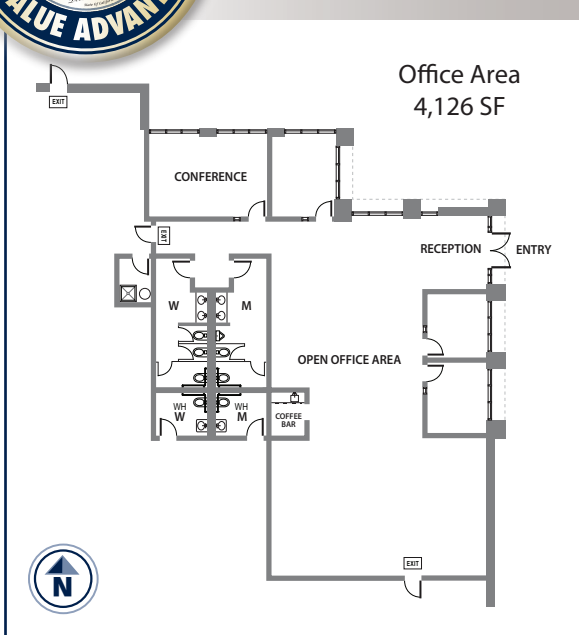 VALUE ADVAN
Office Area
4,126 SF
EXIT
CONFERENCE
EXIT
RECEPTION
ENTRY
W
M
OPEN OFFICE AREA
WH
W
WH
M
COFFEE
BAR
EXIT
N